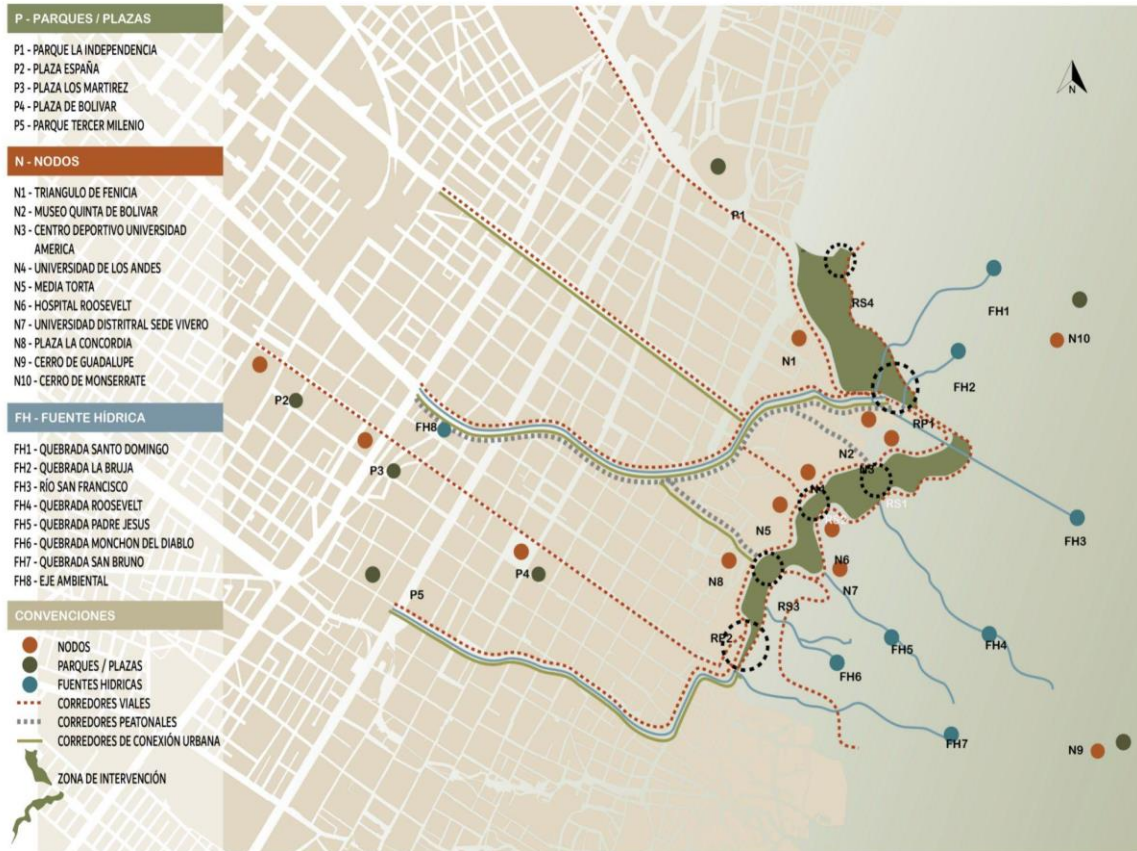 P - PARQUES / PLAZAS
P1 - PARQUE LA INDEPENDENCIA
P2 - PLAZA ESPAÑA
P3 - PLAZA LOS MARTIREZ
P4 - PLAZA DE BOLIVAR
P5 - PARQUE TERCER MILENIO
N - NODOS
N1 - TRIANGULO DE FENICIA
N2 - MUSEO QUINTA DE BOLIVAR
N3 - CENTRO DEPORTIVO UNIVERSIDAD
AMERICA
N4 - UNIVERSIDAD DE LOS ANDES
N5 - MEDIA TORTA
N6 - HOSPITAL ROOSEVELT
N7 - UNIVERSIDAD DISTRITRAL SEDE VIVERO
N8 - PLAZA LA CONCORDIA
N9 - CERRO DE GUADALUPE
N10 - CERRO DE MONSERRATE
FH - FUENTE HÍDRICA
FH1 - QUEBRADA SANTO DOMINGO
FH2 - QUEBRADA LA BRUJA
FH3 - RÍO SAN FRANCISCO
FH4 - QUEBRADA ROOSEVELT
FH5 - QUEBRADA PADRE JESUS
FH6 - QUEBRADA MONCHON DEL DIABLO
FH7 - QUEBRADA SAN BRUNO
FH8 - EJE AMBIENTAL
CONVENCIONES
NODOS
PARQUES / PLAZAS
FUENTES HIDRICAS
CORREDORES VIALES
CORREDORES PEATONALES
CORREDORES DE CONEXIÓN URBANA
ZONA DE INTERVENCIÓN
N
P1
RS4
FH1
N10
N1
FH2
P2
RP1
FH8
N2
P3
N3
N4
RS1
N5
FH3
P4
N8
N6
N7
P5
RS3
RP2
FH5
FH4
FH6
FH7
N9